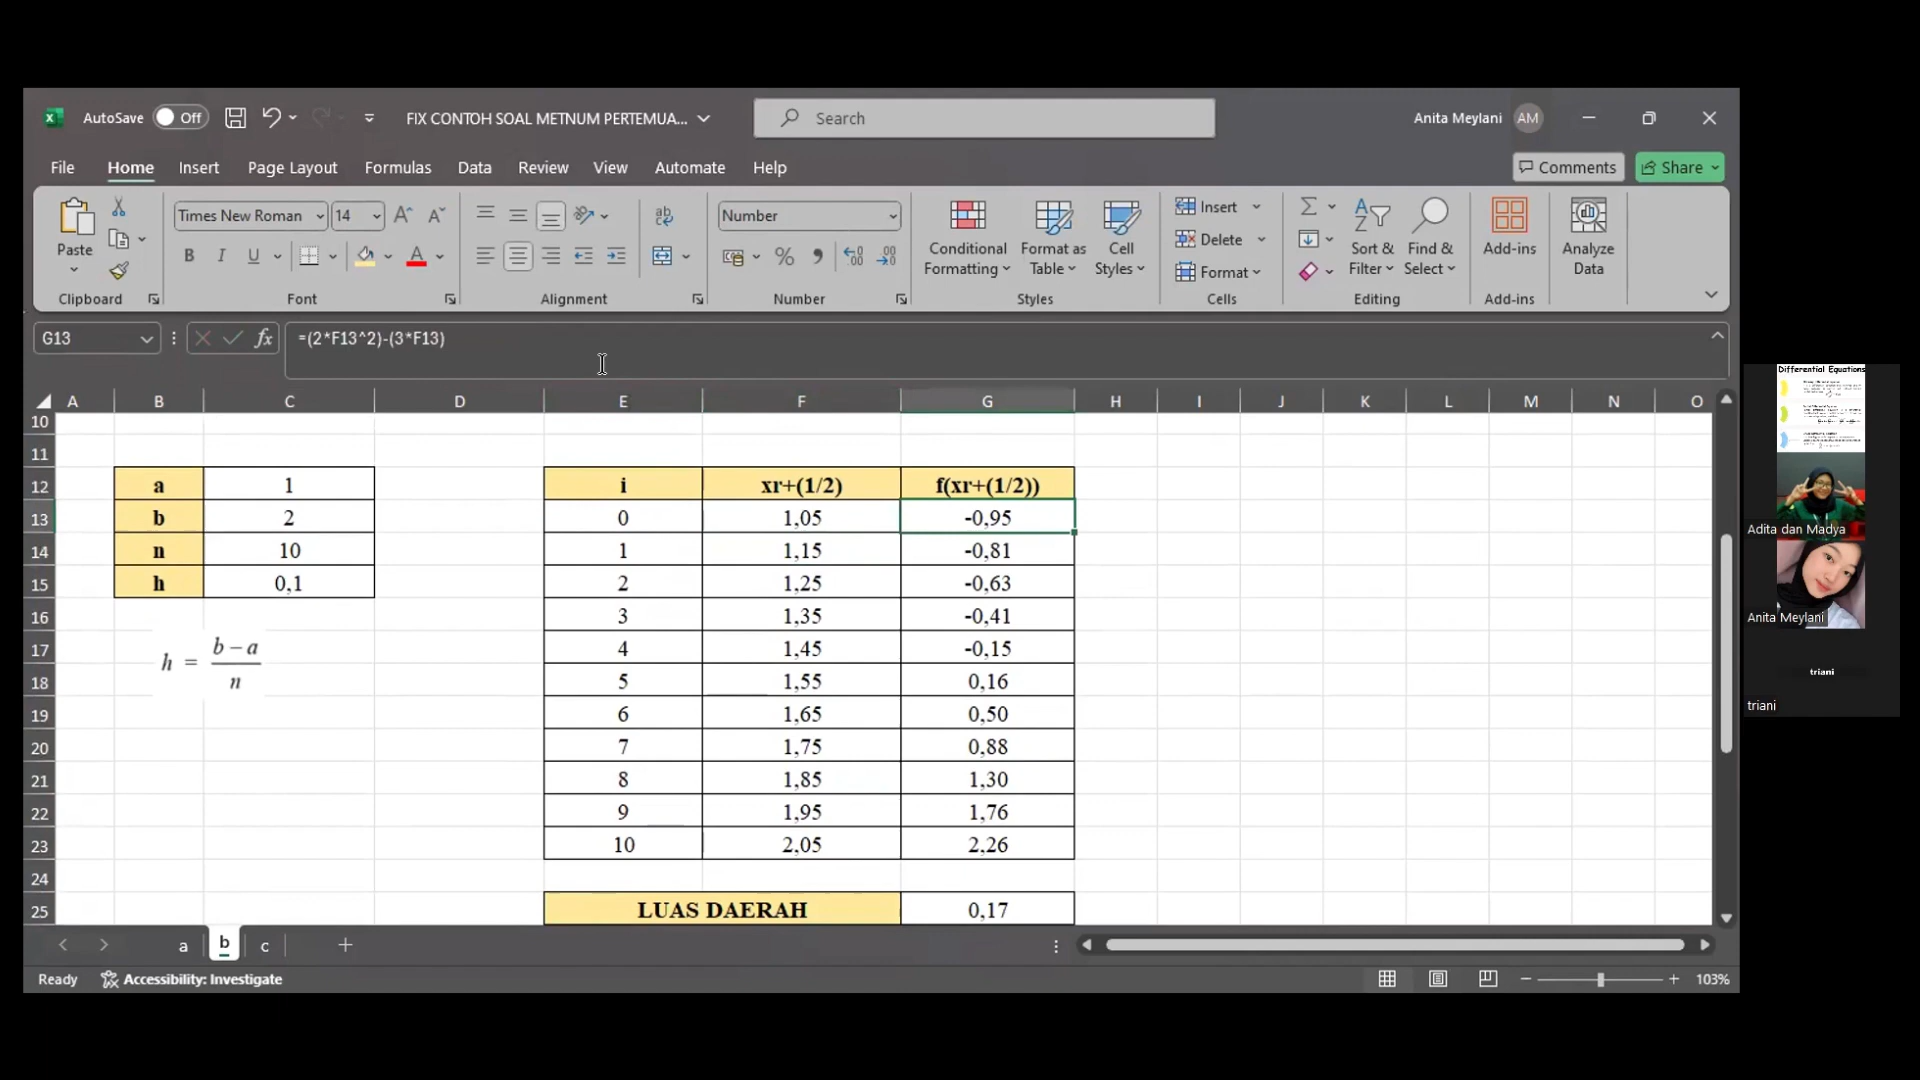 AutoSave Off FIX CONTOH SOAL METNUM PERTEMUA... Search Anita Meylani AM
File Home Insert Page Layout Formulas Data Review View Automate Help Comments Share
Paste Times New Roman 14 Number
B I U A
Conditional Formatting Format as Table Cell Styles
Insert Delete Format
Sort & Filter Find & Select Add-ins Analyze Data
Clipboard Font Alignment Number Styles Cells Editing Add-ins
G13 fx =(2*F13^2)-(3*F13)
A B C D E F G H I J K L M N O
10
11
12 a 1 i xr+(1/2) f(xr+(1/2))
13 b 2 0 1,05 -0,95
14 n 10 1 1,15 -0,81
15 h 0,1 2 1,25 -0,63
16 3 1,35 -0,41
17 4 1,45 -0,15
18 5 1,55 0,16
19 6 1,65 0,50
20 7 1,75 0,88
21 8 1,85 1,30
22 9 1,95 1,76
23 10 2,05 2,26
24
25 LUAS DAERAH 0,17
h = b – a
n
a b c
Ready Accessibility: Investigate 103%
Differential Equations
Adita dan Madya
Anita Meylani
triani
triani